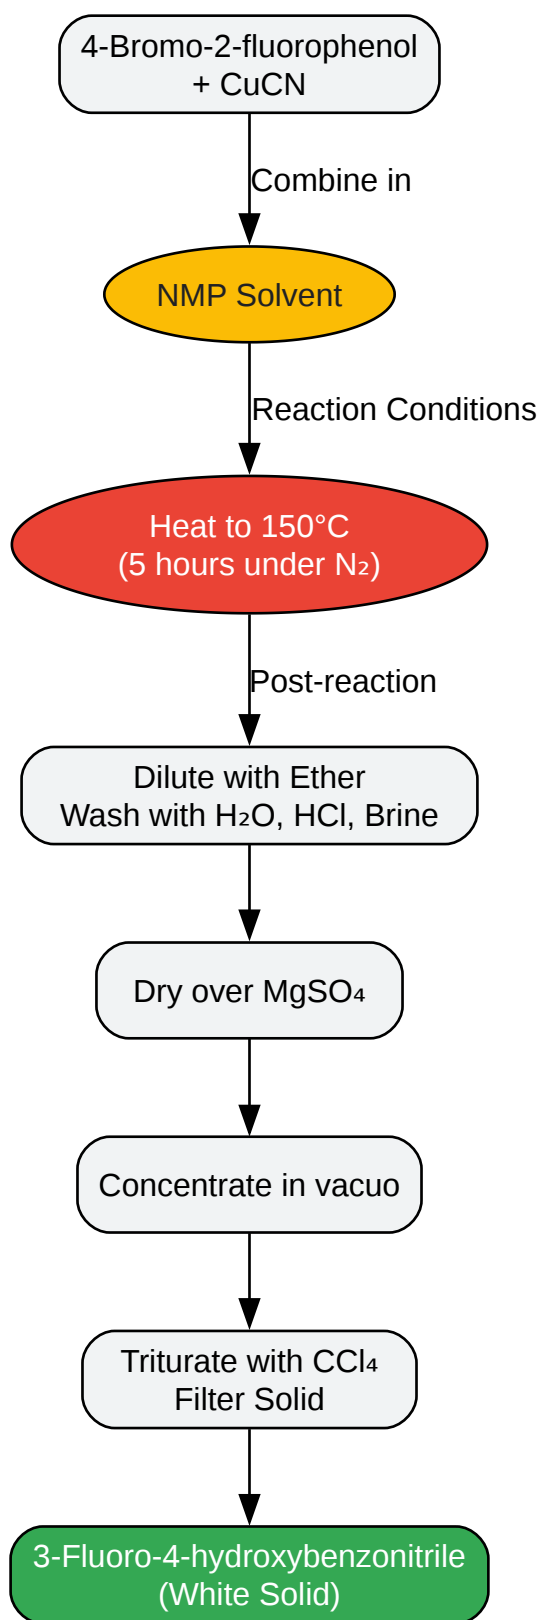 4-Bromo-2-fluorophenol
+ CuCN
Combine in
NMP Solvent
Reaction Conditions
Heat to 150°C
(5 hours under N₂)
Post-reaction
Dilute with Ether
Wash with H₂O, HCl, Brine
Dry over MgSO₄
Concentrate in vacuo
Triturate with CCl₄
Filter Solid
3-Fluoro-4-hydroxybenzonitrile
(White Solid)